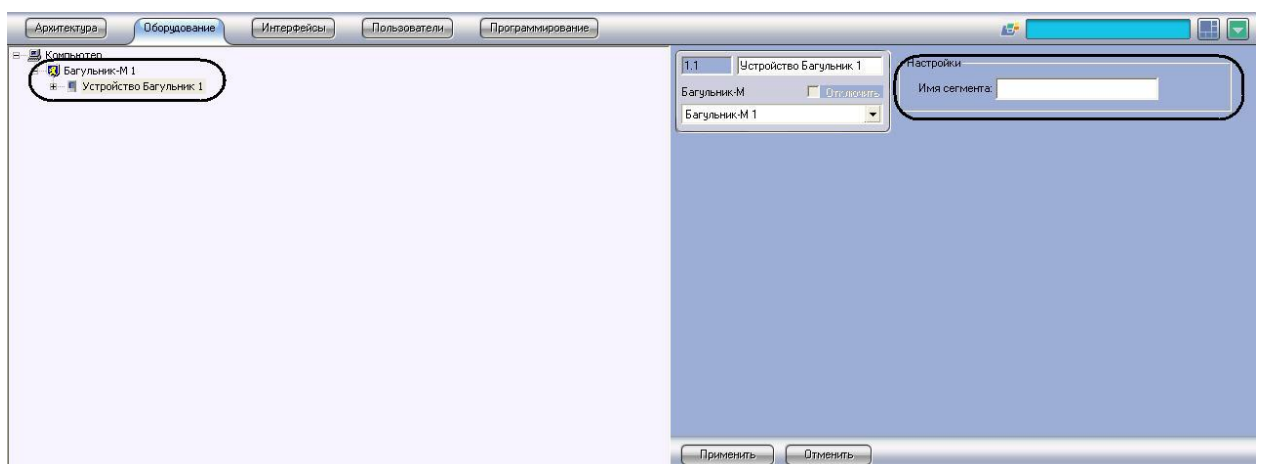 Архитектура Оборудование Интерфейсы Пользователи Программирование
Компьютер
Багульник-М 1
Устройство Багульник 1
1.1 Устройство Багульник 1
Багульник-М Отключить
Багульник-М 1
Настройки
Имя сегмента:
Применить Отменить